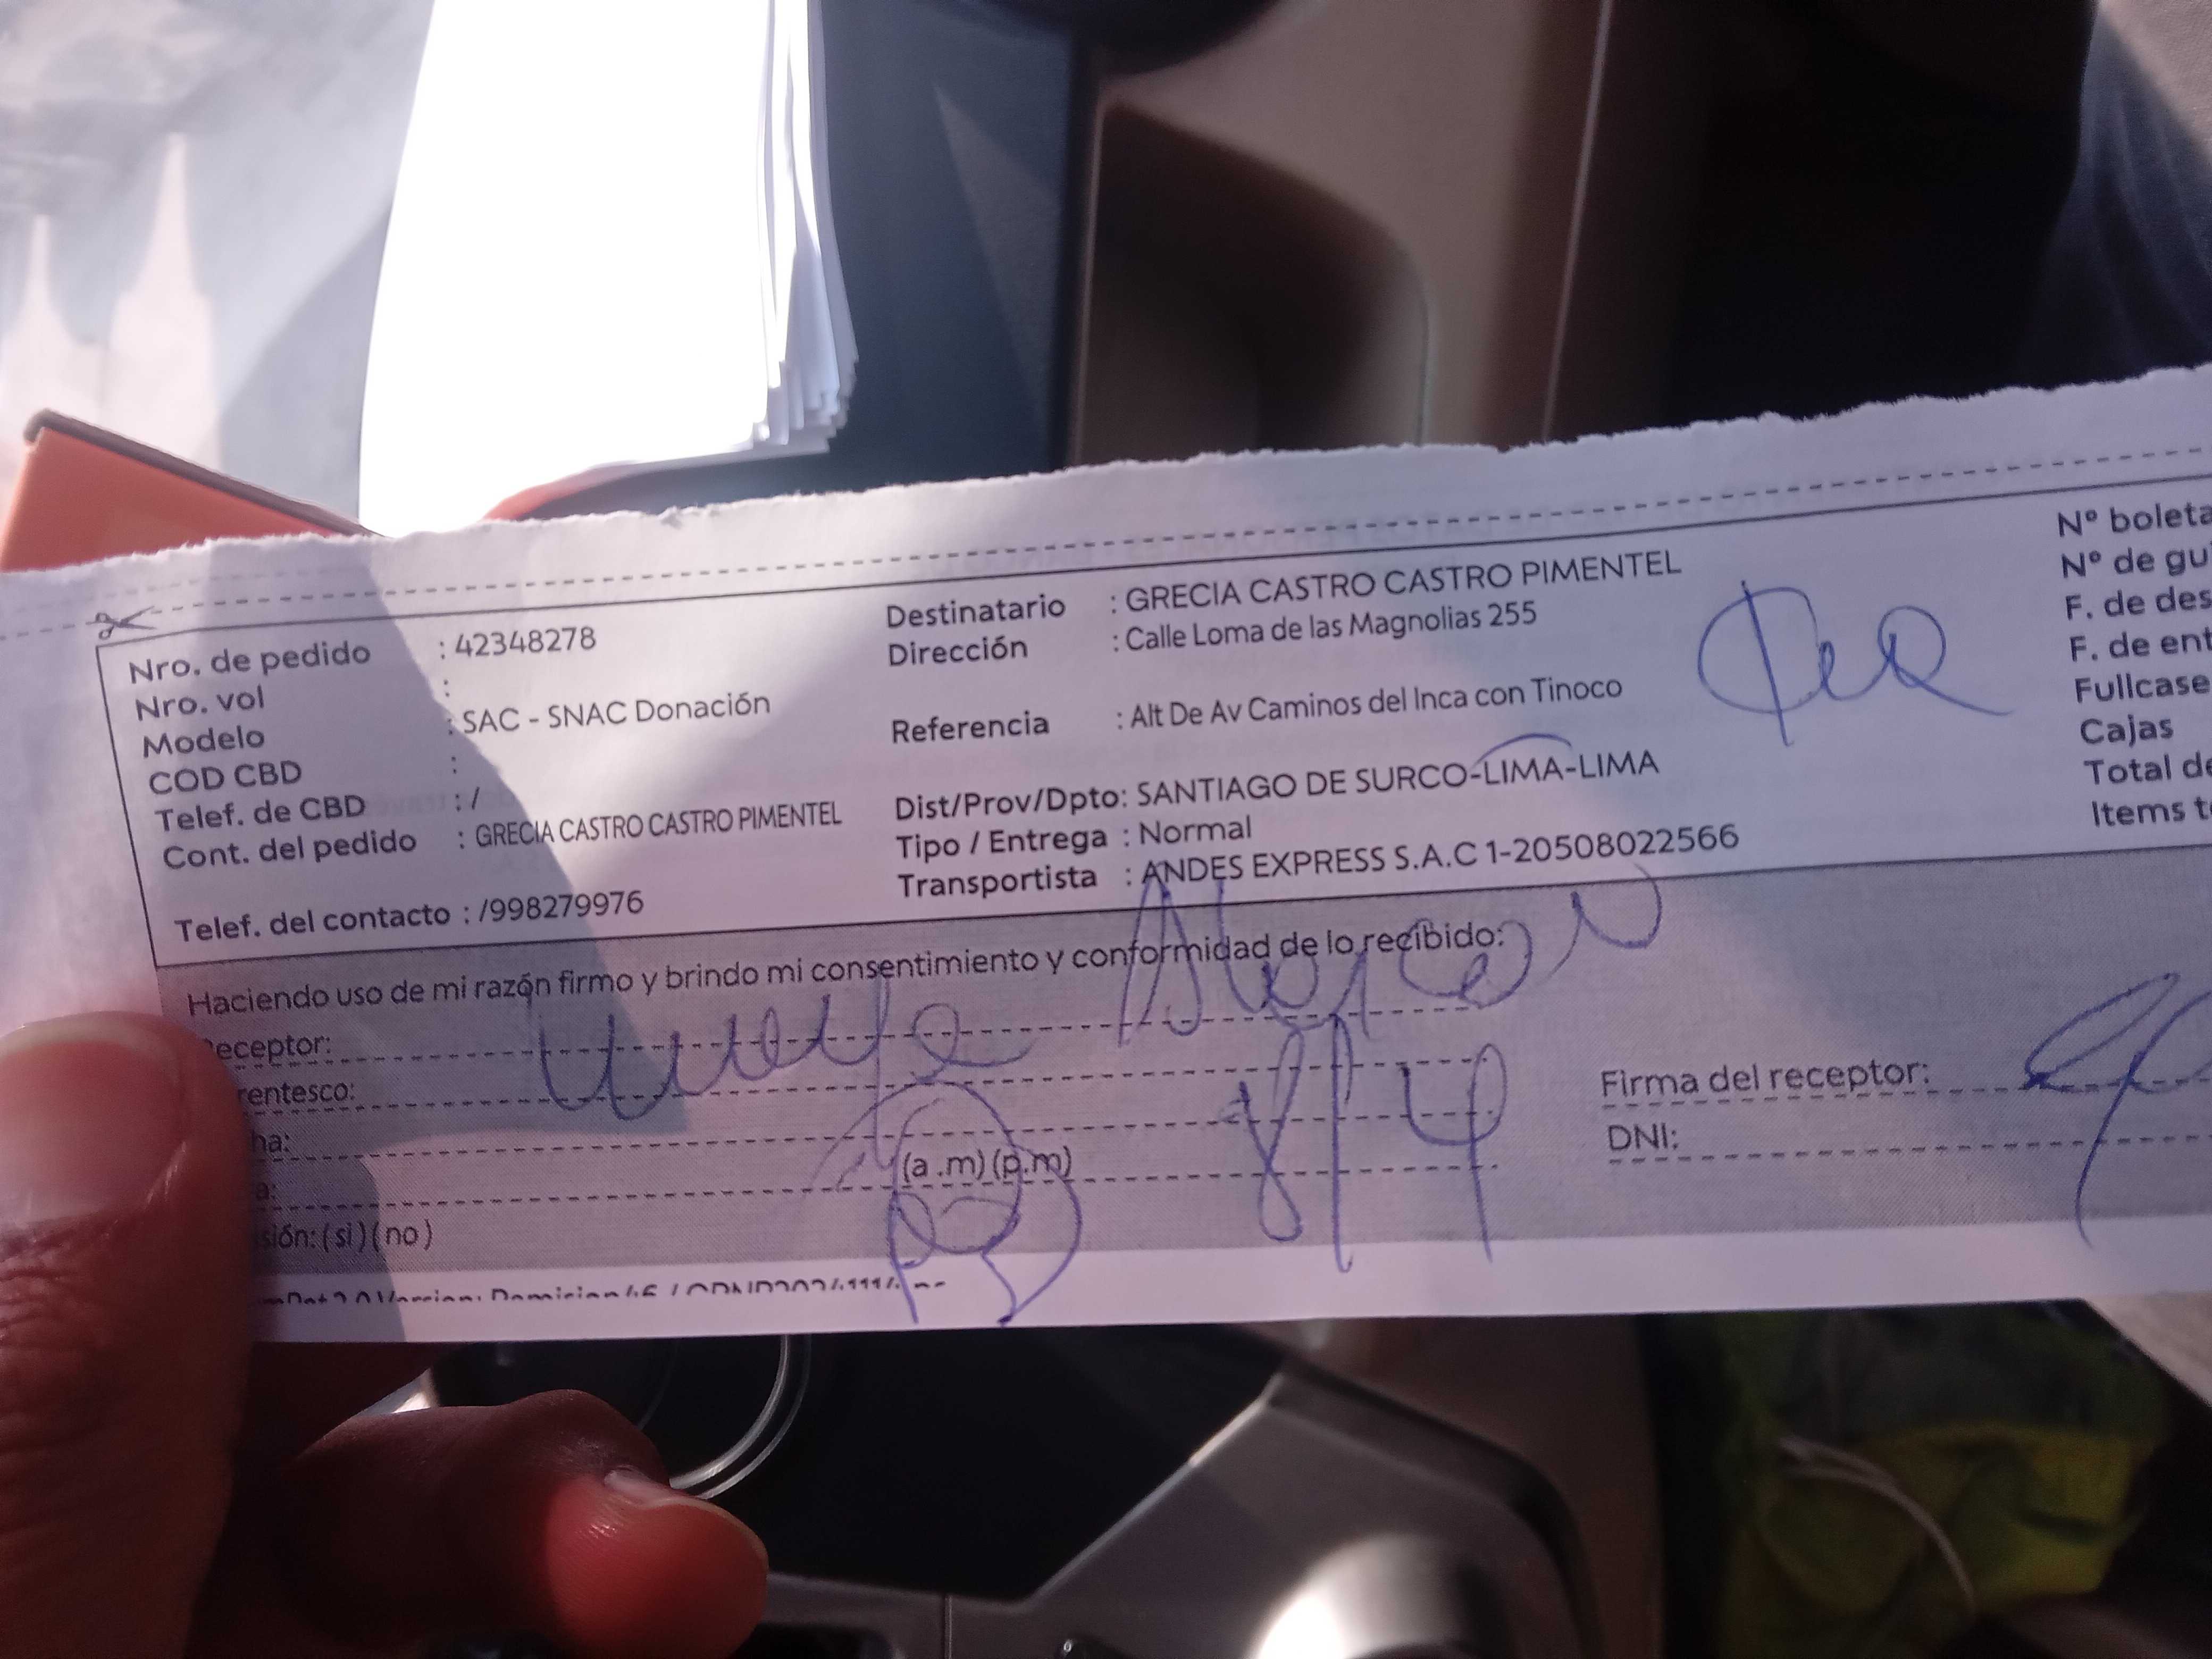 Nro. de pedido : 42348278
Nro. vol :
Modelo : SAC - SNAC Donación
COD CBD :
Telef. de CBD : /
Cont. del pedido : GRECIA CASTRO CASTRO PIMENTEL
Telef. del contacto : /998279976
Destinatario : GRECIA CASTRO CASTRO PIMENTEL
Dirección : Calle Loma de las Magnolias 255
Referencia : Alt De Av Caminos del Inca con Tinoco
Dist/Prov/Dpto: SANTIAGO DE SURCO-LIMA-LIMA
Tipo / Entrega : Normal
Transportista : ANDES EXPRESS S.A.C 1-20508022566
N° boleta
N° de gu
F. de des
F. de ent
Fullcase
Cajas
Total de
Items t
Haciendo uso de mi razón firmo y brindo mi consentimiento y conformidad de lo recibido:
eceptor:
rentesco:
ha:
a: (a .m) (p.m)
8/4
sión: (si) (no)
Firma del receptor:
DNI: